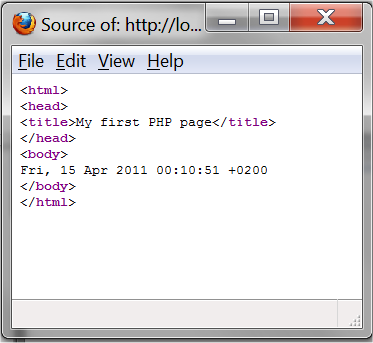 Source of: http://lo...
File Edit View Help
<html>
<head>
<title>My first PHP page</title>
</head>
<body>
Fri, 15 Apr 2011 00:10:51 +0200
</body>
</html>